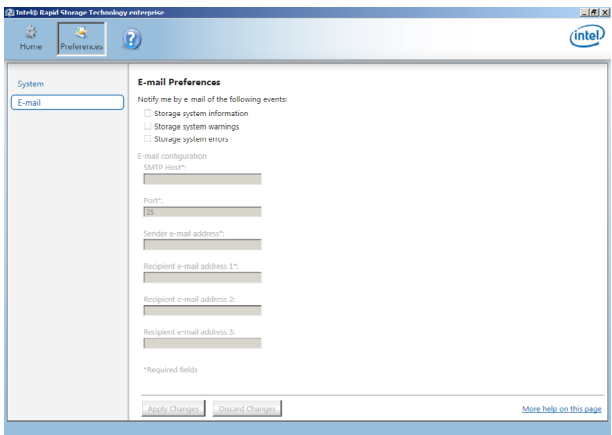 Intel® Rapid Storage Technology enterprise
Home
Preferences
?
intel
System
E-mail
E-mail Preferences
Notify me by e-mail of the following events:
Storage system information
Storage system warnings
Storage system errors
E-mail configuration
SMTP Host*:
Port*:
25
Sender e-mail address*:
Recipient e-mail address 1*:
Recipient e-mail address 2:
Recipient e-mail address 3:
*Required fields
Apply Changes
Discard Changes
More help on this page